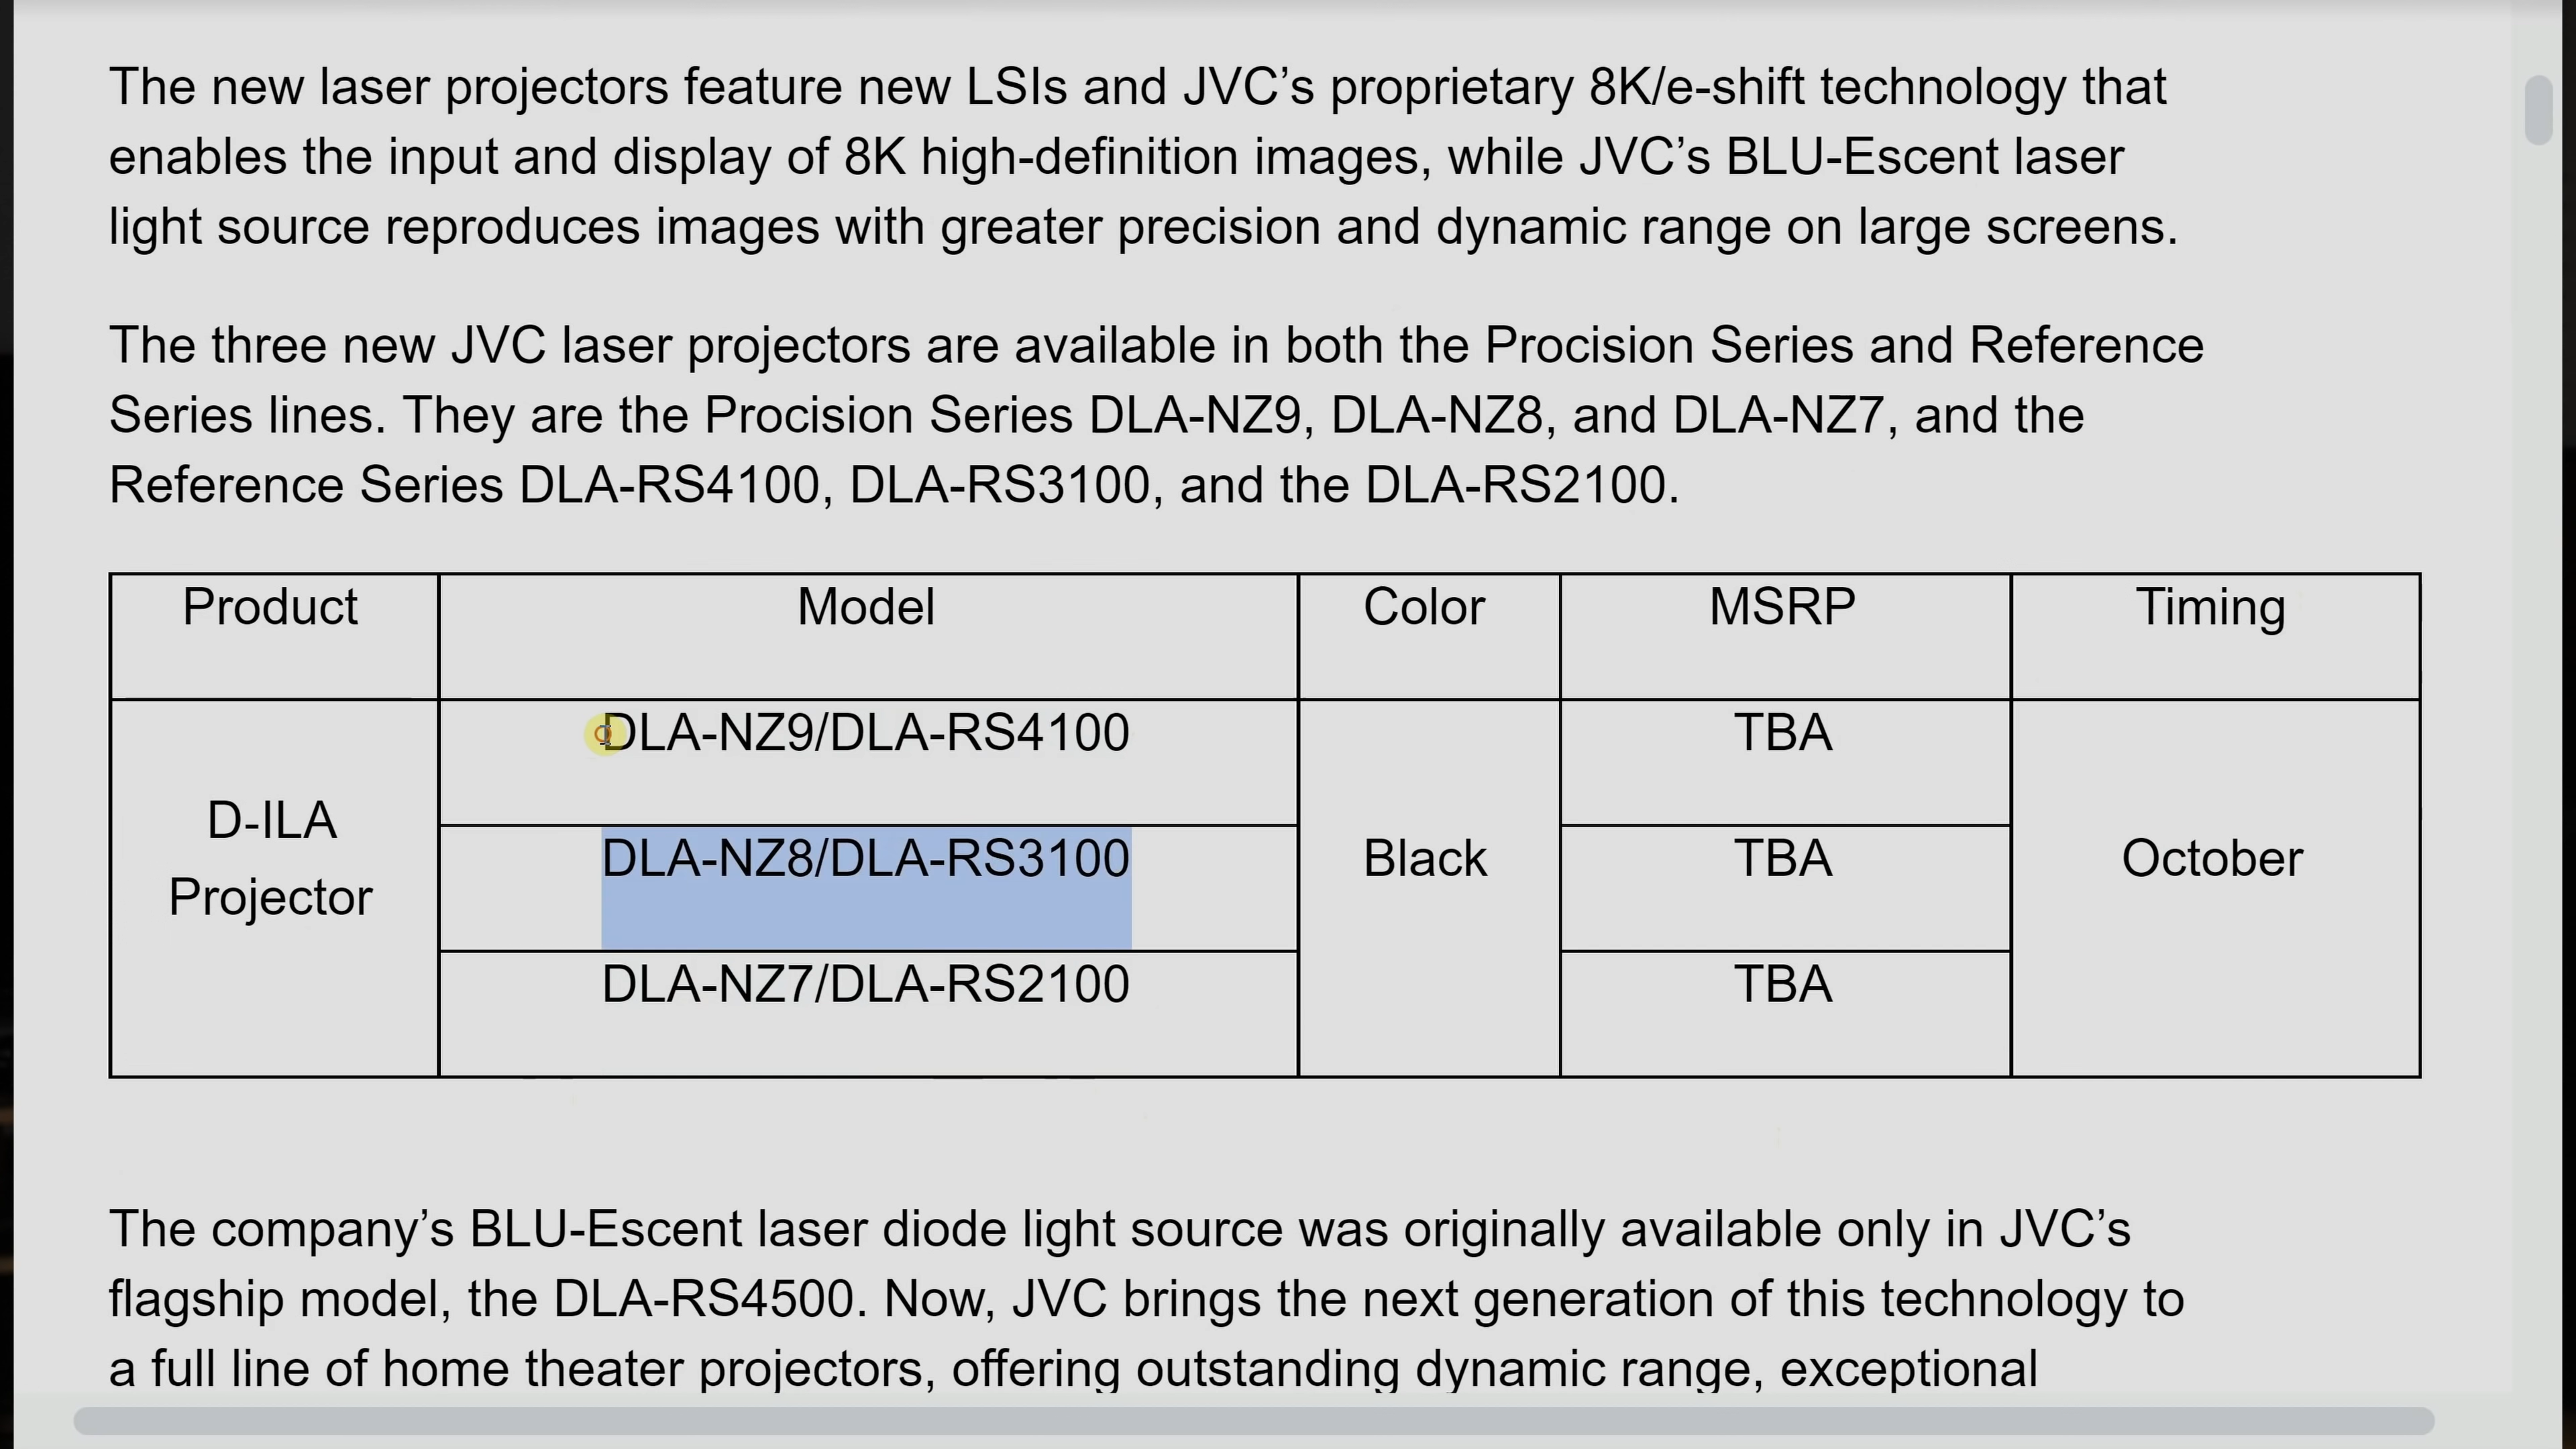 The new laser projectors feature new LSIs and JVC’s proprietary 8K/e-shift technology that
enables the input and display of 8K high-definition images, while JVC’s BLU-Escent laser
light source reproduces images with greater precision and dynamic range on large screens.
The three new JVC laser projectors are available in both the Procision Series and Reference
Series lines. They are the Procision Series DLA-NZ9, DLA-NZ8, and DLA-NZ7, and the
Reference Series DLA-RS4100, DLA-RS3100, and the DLA-RS2100.
Product Model Color MSRP Timing
DLA-NZ9/DLA-RS4100 TBA
D-ILA
Projector
DLA-NZ8/DLA-RS3100 Black TBA October
DLA-NZ7/DLA-RS2100 TBA
The company’s BLU-Escent laser diode light source was originally available only in JVC’s
flagship model, the DLA-RS4500. Now, JVC brings the next generation of this technology to
a full line of home theater projectors, offering outstanding dynamic range, exceptional